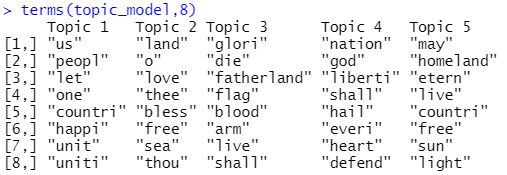 > terms(topic_model,8)
Topic 1 Topic 2 Topic 3 Topic 4 Topic 5
[1,] "us" "land" "glori" "nation" "may"
[2,] "peopl" "o" "die" "god" "homeland"
[3,] "let" "love" "fatherland" "liberti" "etern"
[4,] "one" "thee" "flag" "shall" "live"
[5,] "countri" "bless" "blood" "hail" "countri"
[6,] "happi" "free" "arm" "everi" "free"
[7,] "unit" "sea" "live" "heart" "sun"
[8,] "uniti" "thou" "shall" "defend" "light"